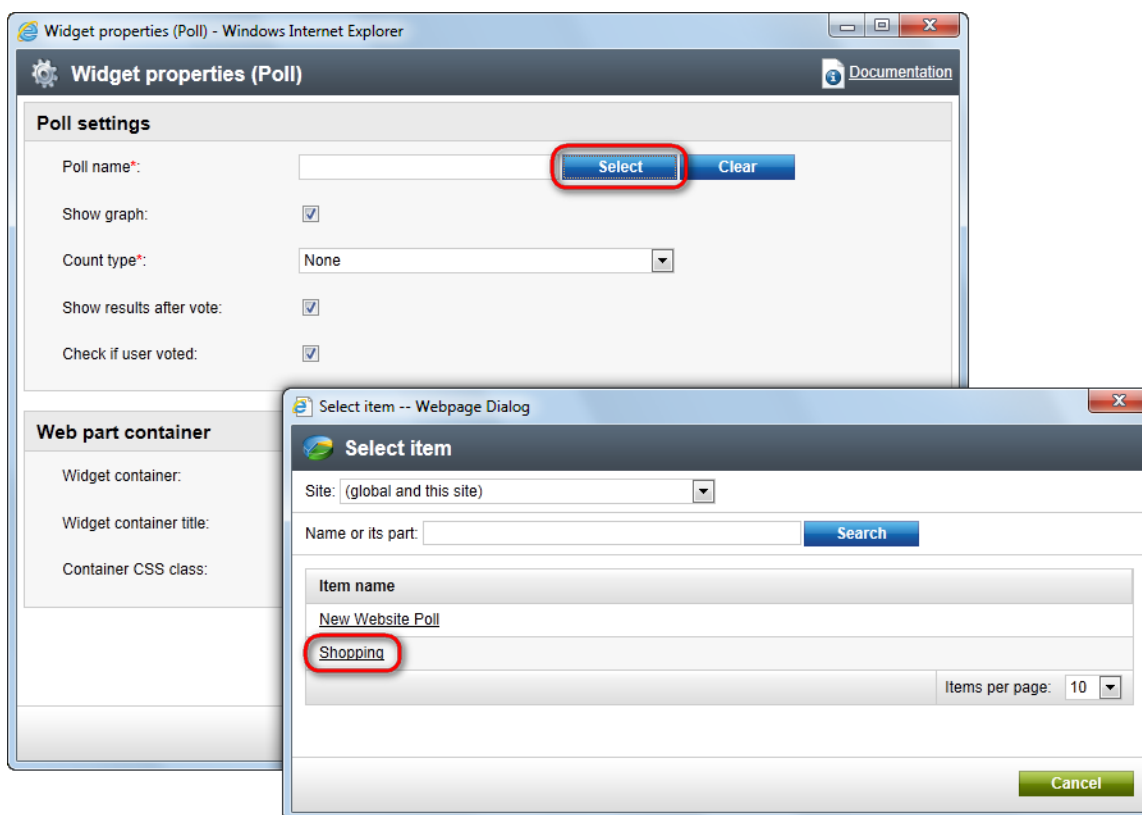 Widget properties (Poll) - Windows Internet Explorer
Widget properties (Poll)
Documentation
Poll settings
Poll name*:
Select
Clear
Show graph:
Count type*:
None
Show results after vote:
Check if user voted:
Web part container
Widget container:
Widget container title:
Container CSS class:
Select item -- Webpage Dialog
Select item
Site: (global and this site)
Name or its part:
Search
Item name
New Website Poll
Shopping
Items per page: 10
Cancel